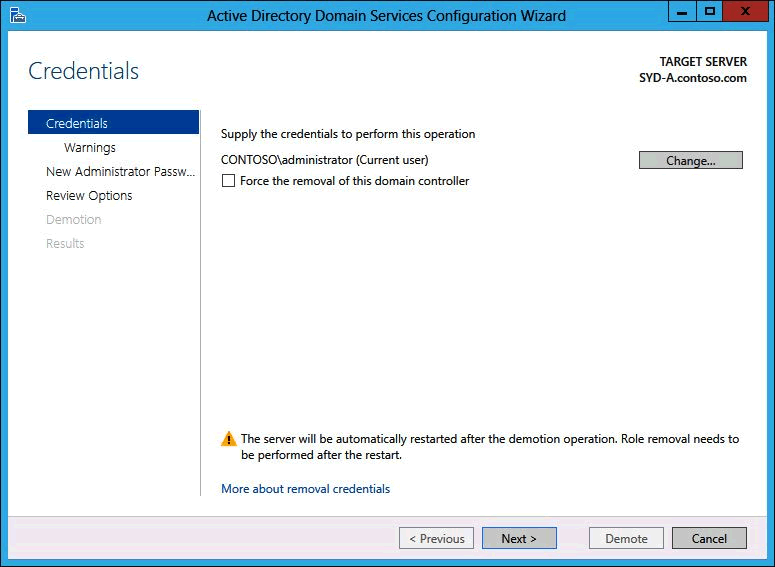 Active Directory Domain Services Configuration Wizard
Credentials
TARGET SERVER
SYD-A.contoso.com
Credentials
Warnings
New Administrator Passw...
Review Options
Demotion
Results
Supply the credentials to perform this operation
CONTOSO\administrator (Current user)
Change...
Force the removal of this domain controller
The server will be automatically restarted after the demotion operation. Role removal needs to
be performed after the restart.
More about removal credentials
< Previous
Next >
Demote
Cancel